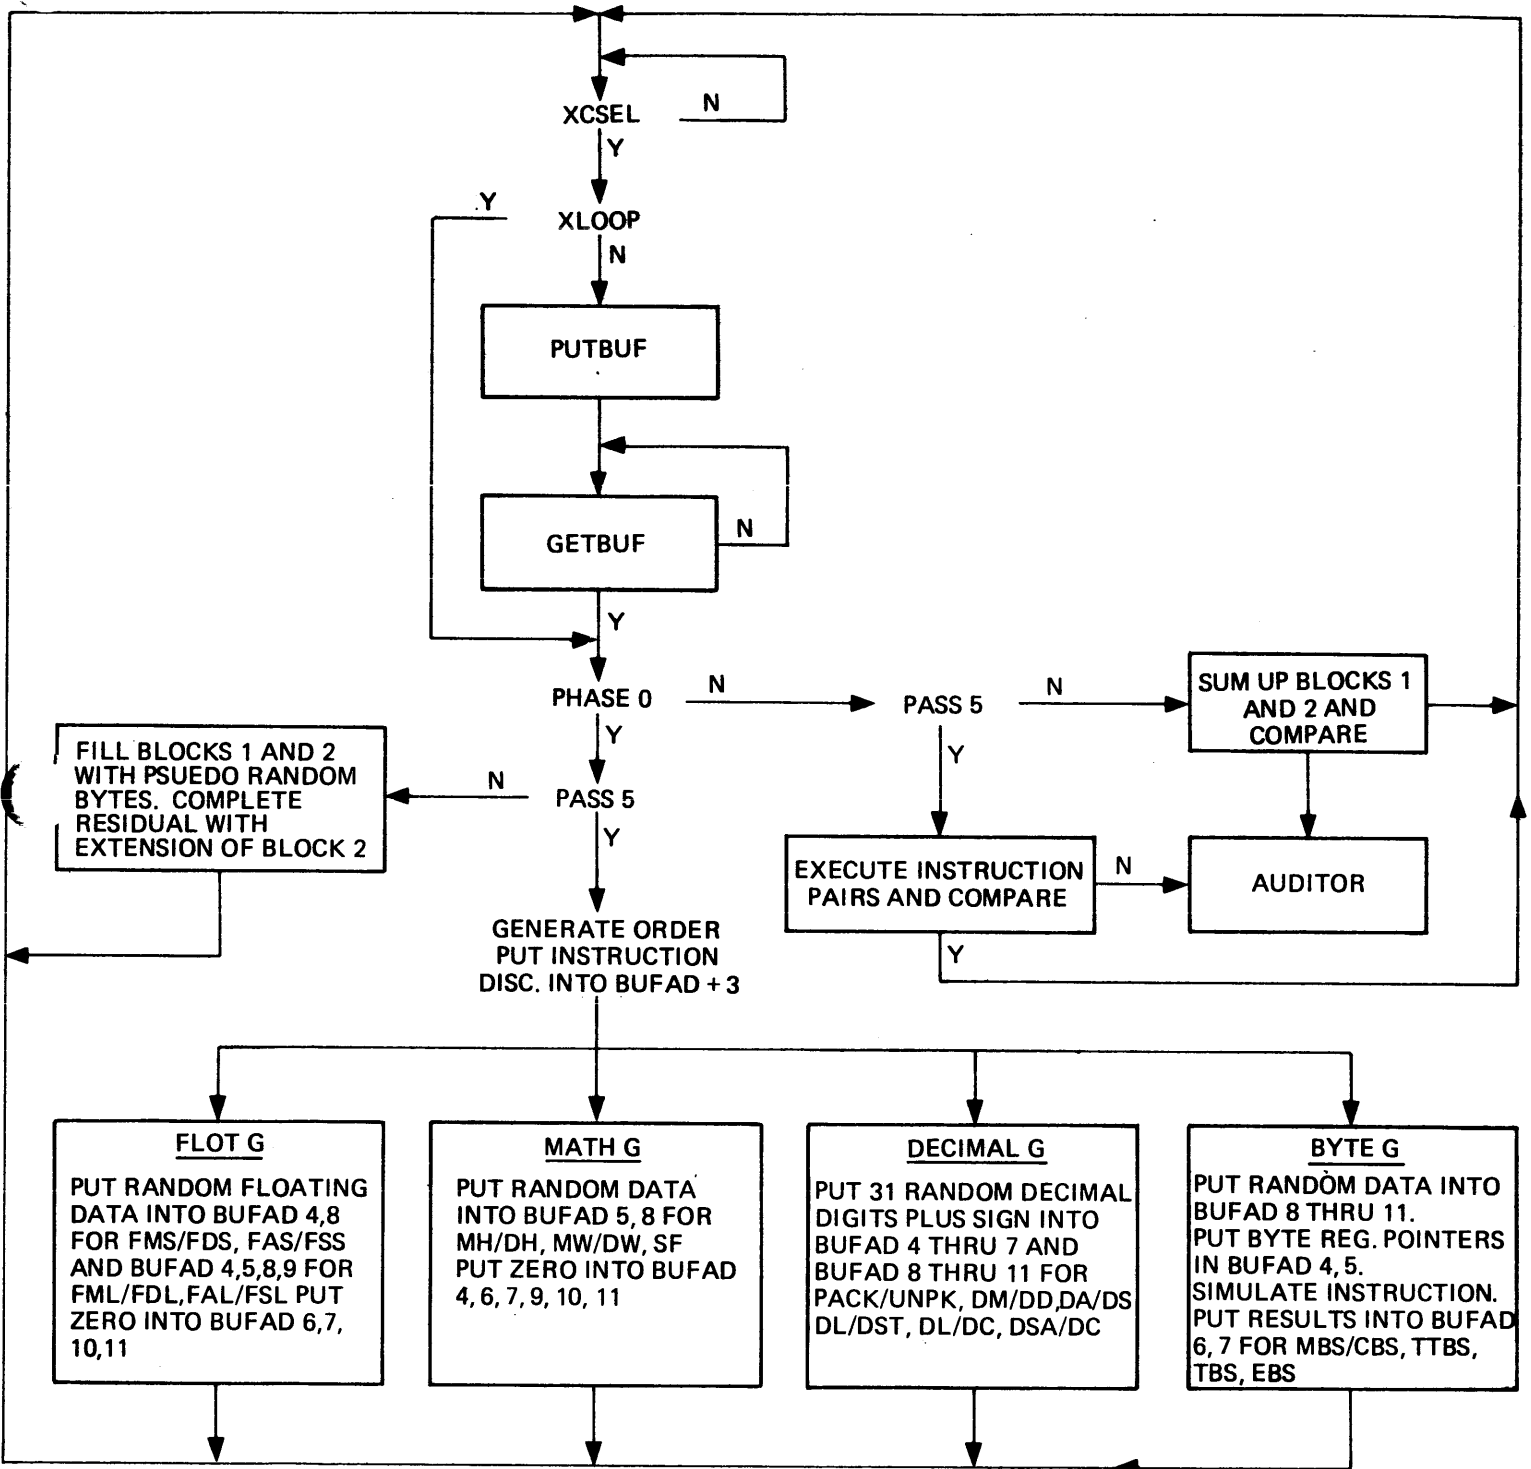 XCSEL
N
Y
Y
XLOOP
N
PUTBUF
GETBUF
N
Y
PHASE 0
N
PASS 5
N
SUM UP BLOCKS 1
AND 2 AND
COMPARE
Y
Y
FILL BLOCKS 1 AND 2
WITH PSUEDO RANDOM
BYTES. COMPLETE
RESIDUAL WITH
EXTENSION OF BLOCK 2
N
PASS 5
Y
EXECUTE INSTRUCTION
PAIRS AND COMPARE
N
AUDITOR
Y
GENERATE ORDER
PUT INSTRUCTION
DISC. INTO BUFAD + 3
FLOT G
PUT RANDOM FLOATING
DATA INTO BUFAD 4,8
FOR FMS/FDS, FAS/FSS
AND BUFAD 4,5,8,9 FOR
FML/FDL,FAL/FSL PUT
ZERO INTO BUFAD 6,7,
10,11
MATH G
PUT RANDOM DATA
INTO BUFAD 5, 8 FOR
MH/DH, MW/DW, SF
PUT ZERO INTO BUFAD
4, 6, 7, 9, 10, 11
DECIMAL G
PUT 31 RANDOM DECIMAL
DIGITS PLUS SIGN INTO
BUFAD 4 THRU 7 AND
BUFAD 8 THRU 11 FOR
PACK/UNPK, DM/DD,DA/DS
DL/DST, DL/DC, DSA/DC
BYTE G
PUT RANDOM DATA INTO
BUFAD 8 THRU 11.
PUT BYTE REG. POINTERS
IN BUFAD 4, 5.
SIMULATE INSTRUCTION.
PUT RESULTS INTO BUFAD
6, 7 FOR MBS/CBS, TTBS,
TBS, EBS